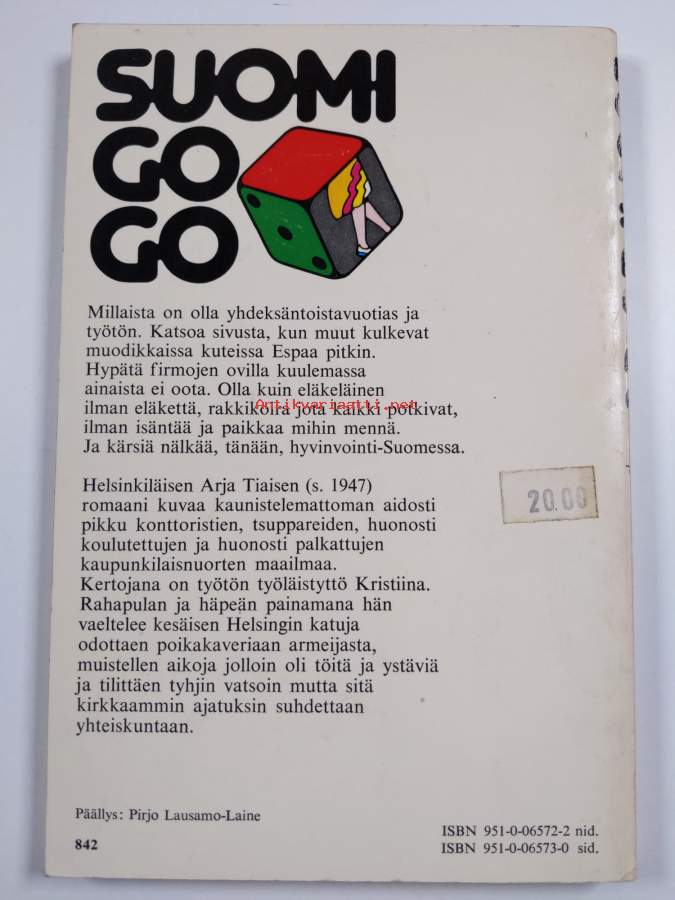 SUOMI
GO
GO
Millaista on olla yhdeksäntoistavuotias ja
työtön. Katsoa sivusta, kun muut kulkevat
muodikkaissa kuteissa Espaa pitkin.
Hypätä firmojen ovilla kuulemassa
ainaista ei oota. Olla kuin eläkeläinen
ilman eläkettä, rakkikoira jota kaikki potkivat,
Antikvariaatti.net
ilman isäntää ja paikkaa mihin mennä.
Ja kärsiä nälkää, tänään, hyvinvointi-Suomessa.
Helsinkiläisen Arja Tiaisen (s. 1947)
romaani kuvaa kaunistelemattoman aidosti
pikku konttoristien, tsuppareiden, huonosti
koulutettujen ja huonosti palkattujen
kaupunkilaisnuorten maailmaa.
Kertojana on työtön työläistyttö Kristiina.
Rahapulan ja häpeän painamana hän
vaeltelee kesäisen Helsingin katuja
odottaen poikakaveriaan armeijasta,
muistellen aikoja jolloin oli töitä ja ystäviä
ja tilittäen tyhjin vatsoin mutta sitä
kirkkaammin ajatuksin suhdettaan
yhteiskuntaan.
20.00
Päällys: Pirjo Lausamo-Laine
842
ISBN 951-0-06572-2 nid.
ISBN 951-0-06573-0 sid.